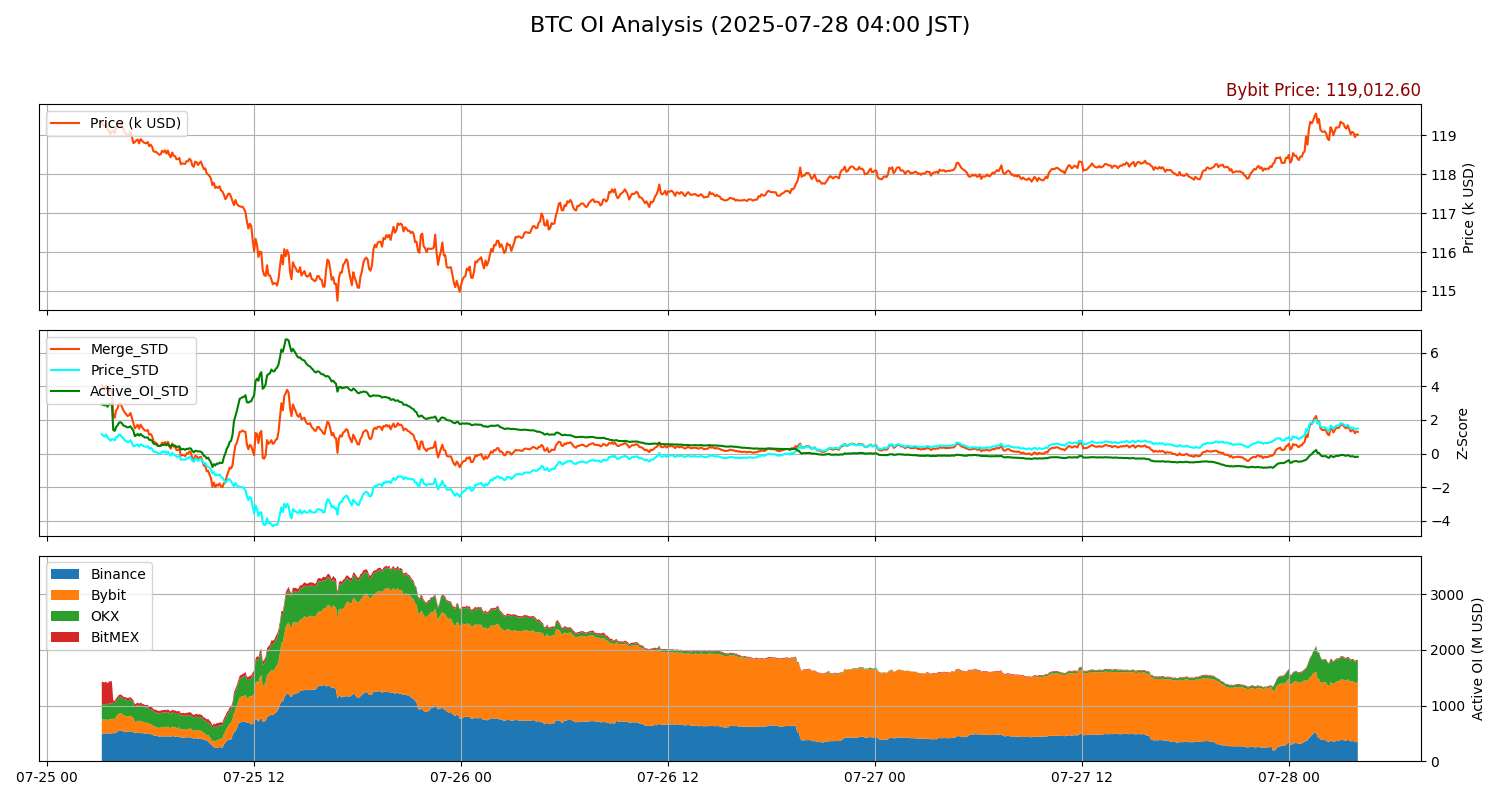 BTC OI Analysis (2025-07-28 04:00 JST)
Bybit Price: 119,012.60
Price (k USD)
119
118
117
116
115
Price (k USD)
Merge_STD
Price_STD
Active_OI_STD
6
4
2
0
−2
−4
Z-Score
Binance
Bybit
OKX
BitMEX
3000
2000
1000
0
Active OI (M USD)
07-25 00
07-25 12
07-26 00
07-26 12
07-27 00
07-27 12
07-28 00